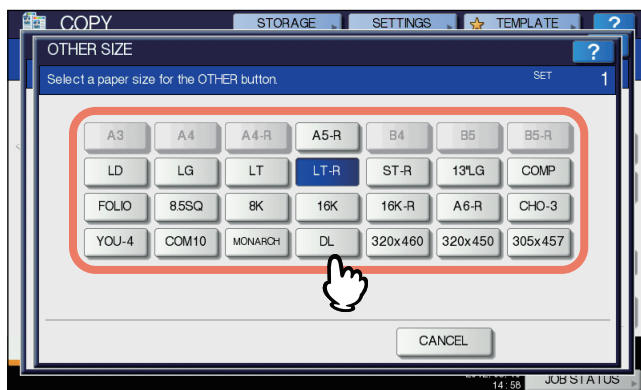 COPY STORAGE SETTINGS TEMPLATE ?
OTHER SIZE ?
Select a paper size for the OTHER button. SET 1
A3 A4 A4-R A5-R B4 B5 B5-R
LD LG LT LT-R ST-R 13"LG COMP
FOLIO 8.5SQ 8K 16K 16K-R A6-R CHO-3
YOU-4 COM10 MONARCH DL 320x460 320x450 305x457
CANCEL
14:58 JOB STATUS